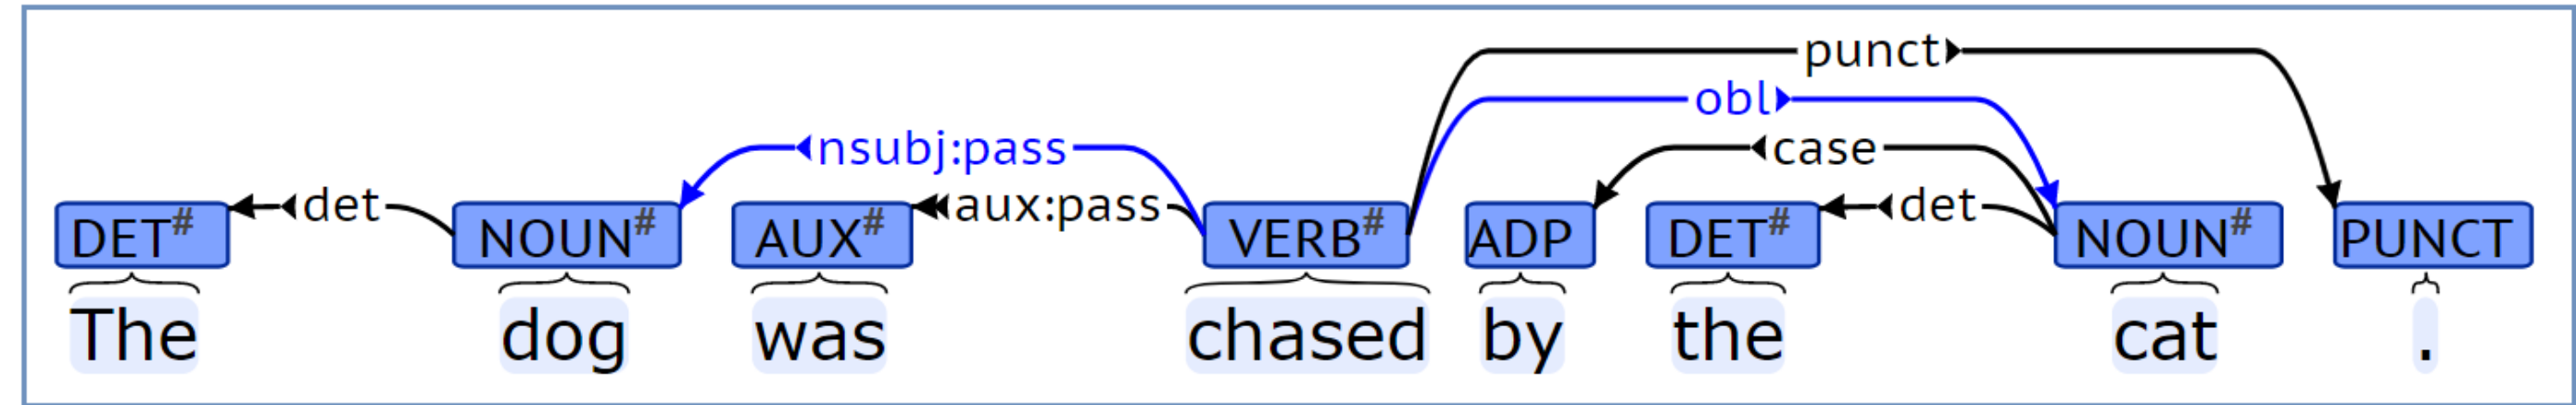 punct
obl
nsubj:pass case
det aux:pass det
DET# NOUN# AUX# VERB# ADP DET# NOUN# PUNCT
The dog was chased by the cat .